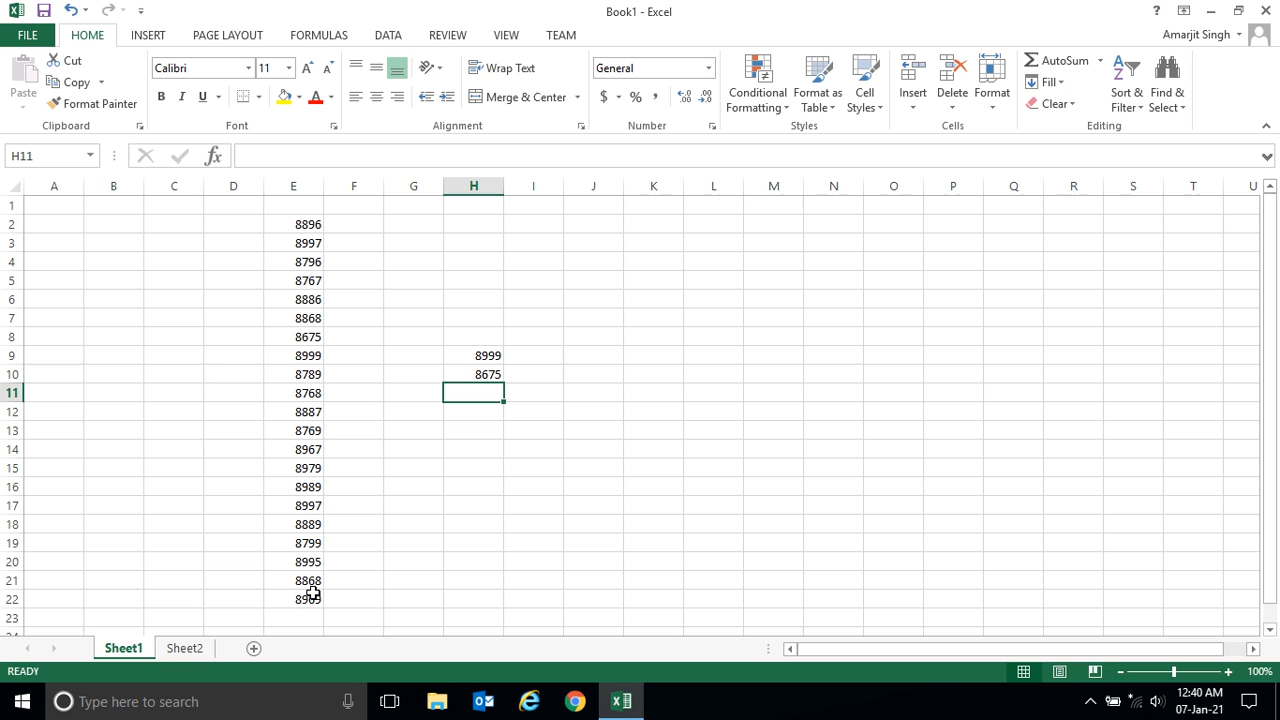 Book1 - Excel
?
FILE
HOME
INSERT
PAGE LAYOUT
FORMULAS
DATA
REVIEW
VIEW
TEAM
Amarjit Singh
Paste
Cut
Copy
Format Painter
Clipboard
Calibri
11
B I U
Font
Wrap Text
Merge & Center
Alignment
General
$ % ,
Number
Conditional Formatting
Format as Table
Cell Styles
Styles
Insert
Delete
Format
Cells
AutoSum
Fill
Clear
Sort & Filter
Find & Select
Editing
H11
fx
A B C D E F G H I J K L M N O P Q R S T U
1
2 8896
3 8997
4 8796
5 8767
6 8886
7 8868
8 8675
9 8999 8999
10 8789 8675
11 8768
12 8887
13 8769
14 8967
15 8979
16 8989
17 8997
18 8889
19 8799
20 8995
21 8868
22
23
24
Sheet1
Sheet2
READY
100%
Type here to search
12:40 AM
07-Jan-21